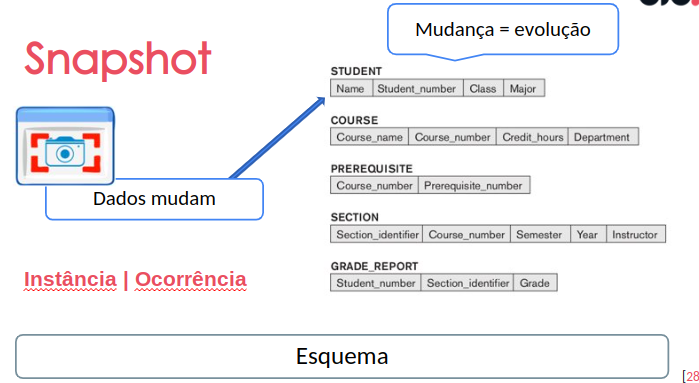 Mudança = evolução
Snapshot
STUDENT
Name Student_number Class Major
COURSE
Course_name Course_number Credit_hours Department
PREREQUISITE
Course_number Prerequisite_number
Dados mudam
SECTION
Section_identifier Course_number Semester Year Instructor
Instância | Ocorrência
GRADE_REPORT
Student_number Section_identifier Grade
Esquema
[28